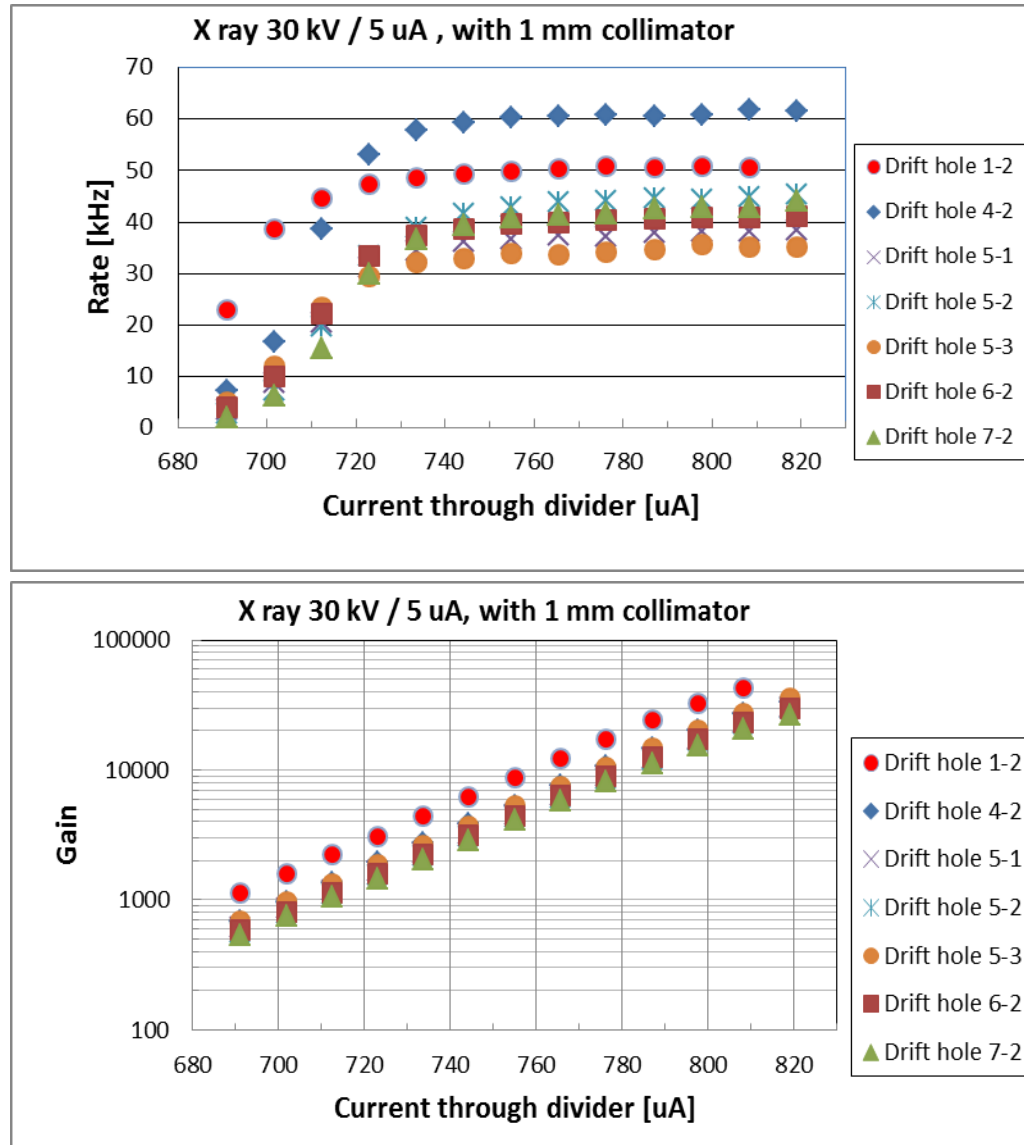 X ray 30 kV / 5 uA , with 1 mm collimator
70
60
50
40
30
20
10
0
Rate [kHz]
680 700 720 740 760 780 800 820
Current through divider [uA]
Drift hole 1-2
Drift hole 4-2
Drift hole 5-1
Drift hole 5-2
Drift hole 5-3
Drift hole 6-2
Drift hole 7-2
X ray 30 kV / 5 uA, with 1 mm collimator
100000
10000
1000
100
Gain
680 700 720 740 760 780 800 820
Current through divider [uA]
Drift hole 1-2
Drift hole 4-2
Drift hole 5-1
Drift hole 5-2
Drift hole 5-3
Drift hole 6-2
Drift hole 7-2